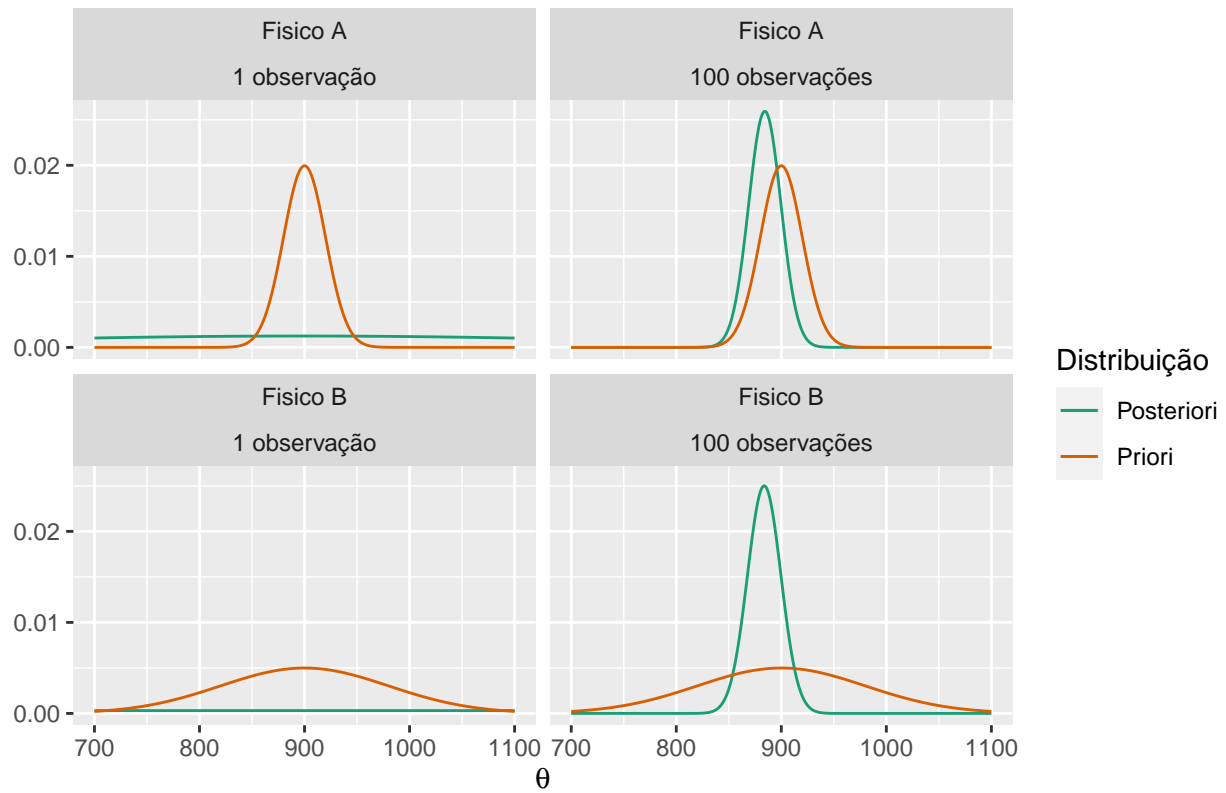 Fisico A
1 observação
Fisico A
100 observações
0.02
0.01
0.00
Fisico B
1 observação
Fisico B
100 observações
0.02
0.01
0.00
700 800 900 1000 1100
700 800 900 1000 1100
θ
Distribuição
Posteriori
Priori